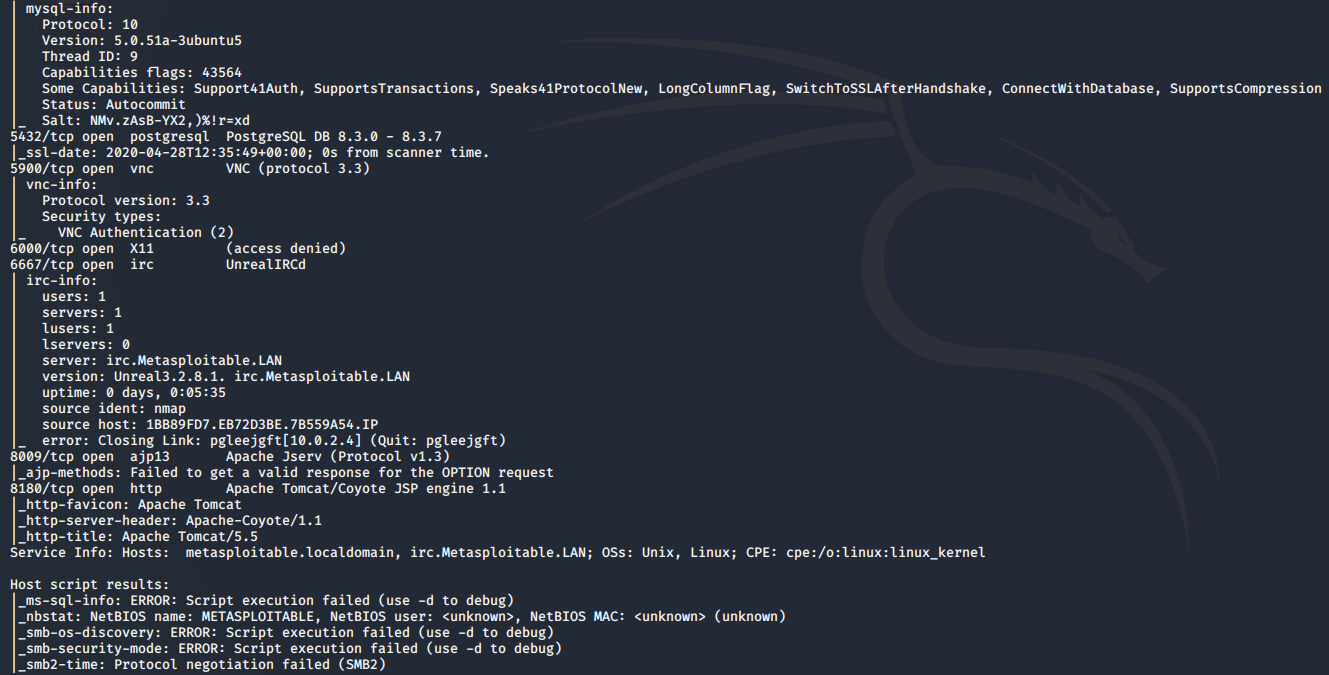 | mysql-info:
|   Protocol: 10
|   Version: 5.0.51a-3ubuntu5
|   Thread ID: 9
|   Capabilities flags: 43564
|   Some Capabilities: Support41Auth, SupportsTransactions, Speaks41ProtocolNew, LongColumnFlag, SwitchToSSLAfterHandshake, ConnectWithDatabase, SupportsCompression
|   Status: Autocommit
|_  Salt: NMv.zAsB-YX2,)%!r=xd
5432/tcp open  postgresql  PostgreSQL DB 8.3.0 - 8.3.7
|_ssl-date: 2020-04-28T12:35:49+00:00; 0s from scanner time.
5900/tcp open  vnc         VNC (protocol 3.3)
| vnc-info:
|   Protocol version: 3.3
|   Security types:
|_    VNC Authentication (2)
6000/tcp open  X11         (access denied)
6667/tcp open  irc         UnrealIRCd
| irc-info:
|   users: 1
|   servers: 1
|   lusers: 1
|   lservers: 0
|   server: irc.Metasploitable.LAN
|   version: Unreal3.2.8.1. irc.Metasploitable.LAN
|   uptime: 0 days, 0:05:35
|   source ident: nmap
|   source host: 1BB89FD7.EB72D3BE.7B559A54.IP
|_  error: Closing Link: pgleejgft[10.0.2.4] (Quit: pgleejgft)
8009/tcp open  ajp13       Apache Jserv (Protocol v1.3)
|_ajp-methods: Failed to get a valid response for the OPTION request
8180/tcp open  http        Apache Tomcat/Coyote JSP engine 1.1
|_http-favicon: Apache Tomcat
|_http-server-header: Apache-Coyote/1.1
|_http-title: Apache Tomcat/5.5
Service Info: Hosts:  metasploitable.localdomain, irc.Metasploitable.LAN; OSs: Unix, Linux; CPE: cpe:/o:linux:linux_kernel
Host script results:
|_ms-sql-info: ERROR: Script execution failed (use -d to debug)
|_nbstat: NetBIOS name: METASPLOITABLE, NetBIOS user: <unknown>, NetBIOS MAC: <unknown> (unknown)
|_smb-os-discovery: ERROR: Script execution failed (use -d to debug)
|_smb-security-mode: ERROR: Script execution failed (use -d to debug)
|_smb2-time: Protocol negotiation failed (SMB2)